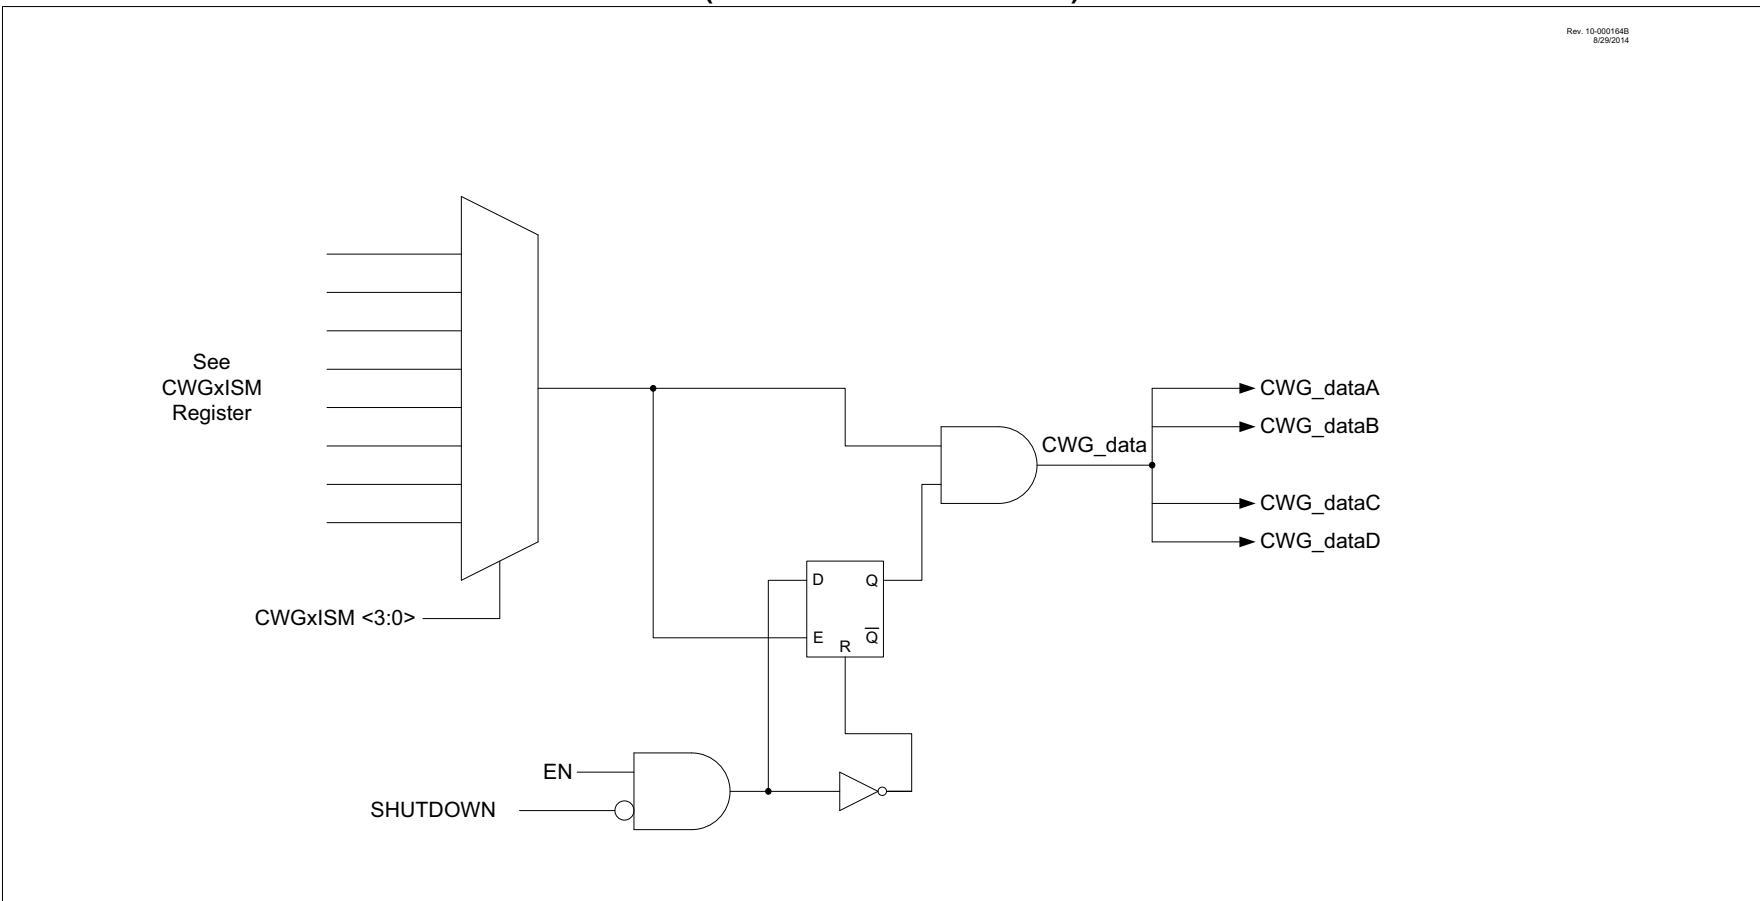 Rev. 10-000164B
8/29/2014
See
CWGxISM
Register
CWGxISM <3:0>
CWG_data
CWG_dataA
CWG_dataB
CWG_dataC
CWG_dataD
D
Q
E
Q̅
R
EN
SHUTDOWN